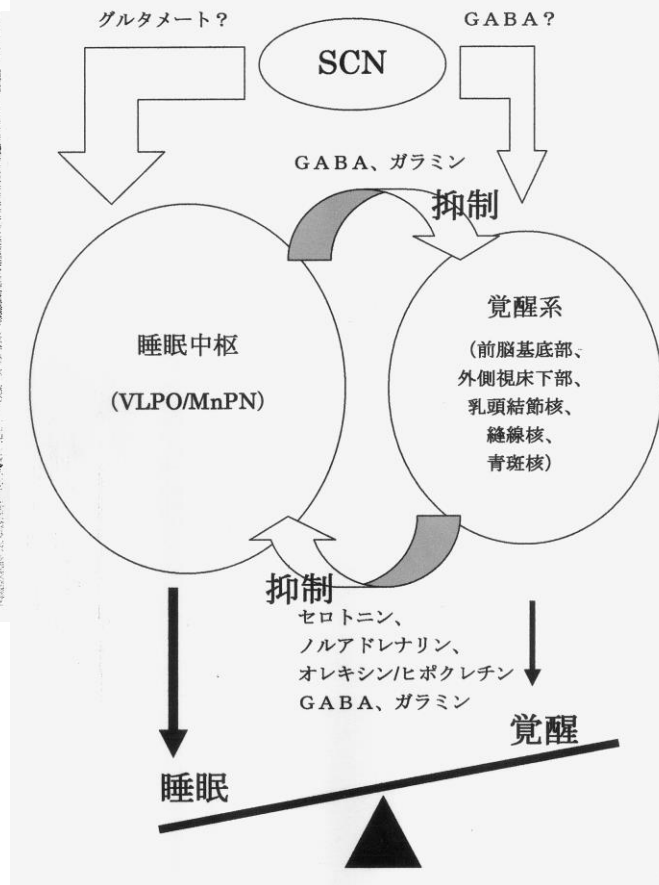 グルタメート？
GABA？
SCN
GABA、ガラミン
抑制
覚醒系
(前脳基底部、
外側視床下部、
乳頭結節核、
縫線核、
青斑核)
睡眠中枢
(VLPO/MnPN)
抑制
セロトニン、
ノルアドレナリン、
オレキシン/ヒポクレチン
GABA、ガラミン
覚醒
睡眠